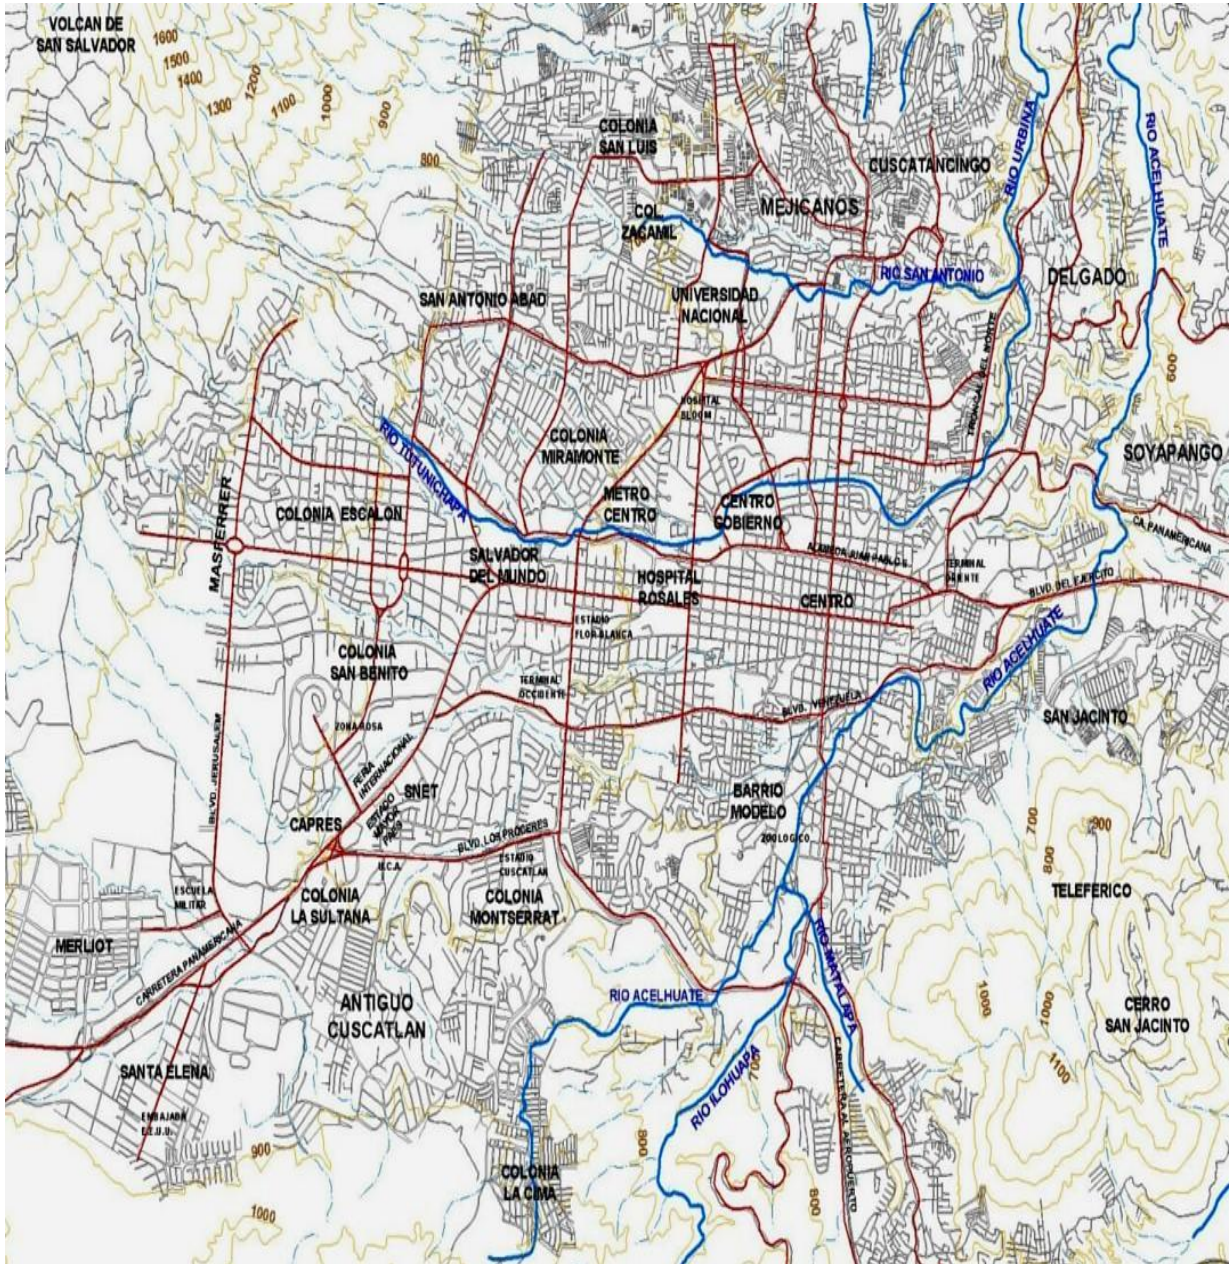 VOLCAN DE
SAN SALVADOR
1600
1500
1400
1300
1200
1100
1000
900
800
COLONIA
SAN LUIS
CUSCATANCINGO
RIO URBINA
RIO ACELHUATE
MEJICANOS
COL.
ZACAMIL
RIO SAN ANTONIO
DELGADO
SAN ANTONIO ABAD
UNIVERSIDAD
NACIONAL
TRONCAL DEL NORTE
600
HOSPITAL
BLOOM
RIO TUTUNICHAPA
COLONIA
MIRAMONTE
SOYAPANGO
MASFERRER
COLONIA ESCALON
METRO
CENTRO
CENTRO
GOBIERNO
CA. PANAMERICANA
SALVADOR
DEL MUNDO
ALAMEDA JUAN PABLO II
HOSPITAL
ROSALES
CENTRO
TERMINAL
ORIENTE
BLVD. DEL EJERCITO
ESTADIO
FLOR BLANCA
RIO ACELHUATE
COLONIA
SAN BENITO
TERMINAL
OCCIDENTE
BLVD. VENEZUELA
SAN JACINTO
ZONA ROSA
BLVD. JERUSALEM
FERIA
INTERNACIONAL
SNET
ESTADO
MAYOR
BARRIO
MODELO
CAPRES
BLVD. LOS PROCERES
ZOOLOGICO
700
900
800
U.C.A.
ESTADIO
CUSCATLAN
ESCUELA
MILITAR
COLONIA
LA SULTANA
COLONIA
MONTSERRAT
TELEFERICO
MERLIOT
CARRETERA PANAMERICANA
RIO MATALAPA
ANTIGUO
CUSCATLAN
RIO ACELHUATE
1000
1000
CERRO
SAN JACINTO
SANTA ELENA
RIO ILOHUAPA
700
CARRETERA AL AEROPUERTO
1100
EMBAJADA
E.E.U.U.
900
800
COLONIA
LA CIMA
800
1000